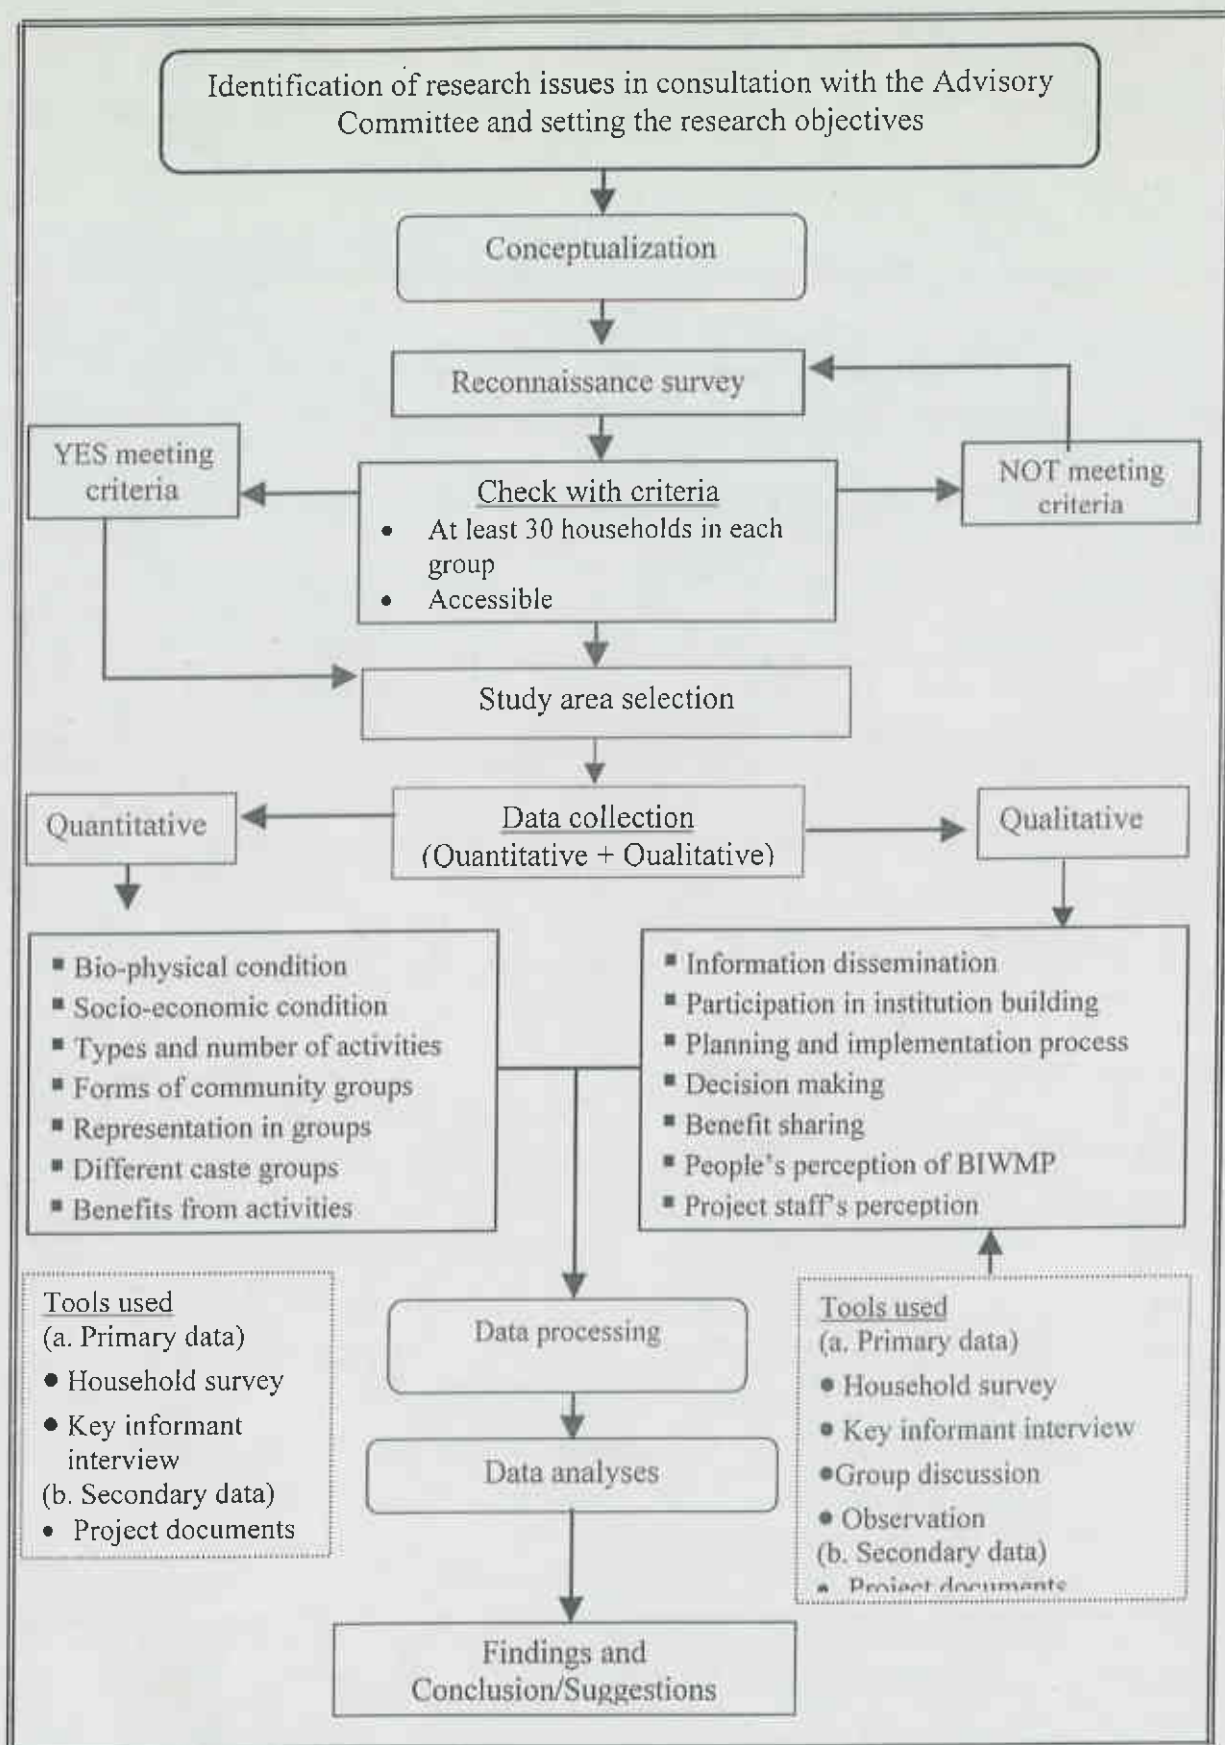 Identification of research issues in consultation with the Advisory
Committee and setting the research objectives
Conceptualization
Reconnaissance survey
YES meeting
criteria
Check with criteria
• At least 30 households in each
group
• Accessible
NOT meeting
criteria
Study area selection
Quantitative
Data collection
(Quantitative + Qualitative)
Qualitative
▪ Bio-physical condition
▪ Socio-economic condition
▪ Types and number of activities
▪ Forms of community groups
▪ Representation in groups
▪ Different caste groups
▪ Benefits from activities
▪ Information dissemination
▪ Participation in institution building
▪ Planning and implementation process
▪ Decision making
▪ Benefit sharing
▪ People's perception of BIWMP
▪ Project staff's perception
Tools used
(a. Primary data)
● Household survey
● Key informant
interview
(b. Secondary data)
• Project documents
Data processing
Data analyses
Tools used
(a. Primary data)
● Household survey
● Key informant interview
●Group discussion
● Observation
(b. Secondary data)
• Project documents
Findings and
Conclusion/Suggestions